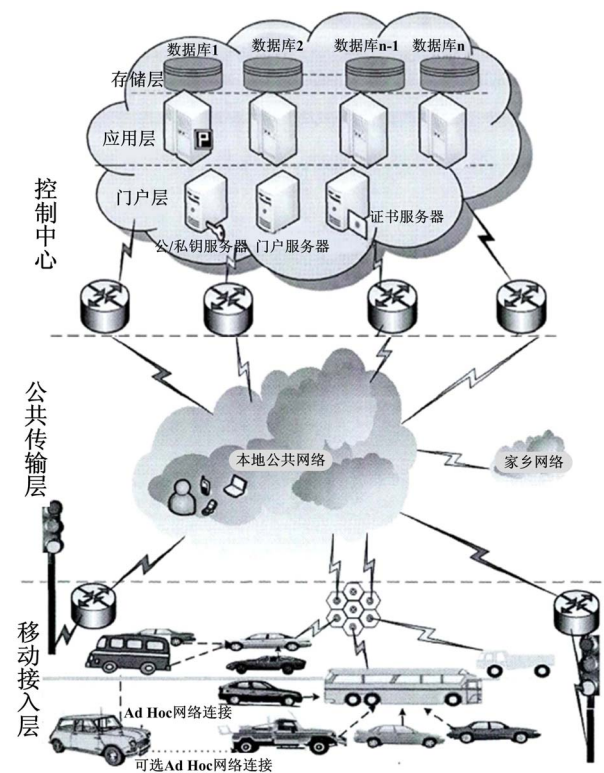 数据库1
数据库2
数据库n-1
数据库n
存储层
应用层
P
门户层
证书服务器
公/私钥服务器
门户服务器
控制中心
公共传输层
本地公共网络
家乡网络
移动接入层
Ad Hoc网络连接
可选Ad Hoc网络连接